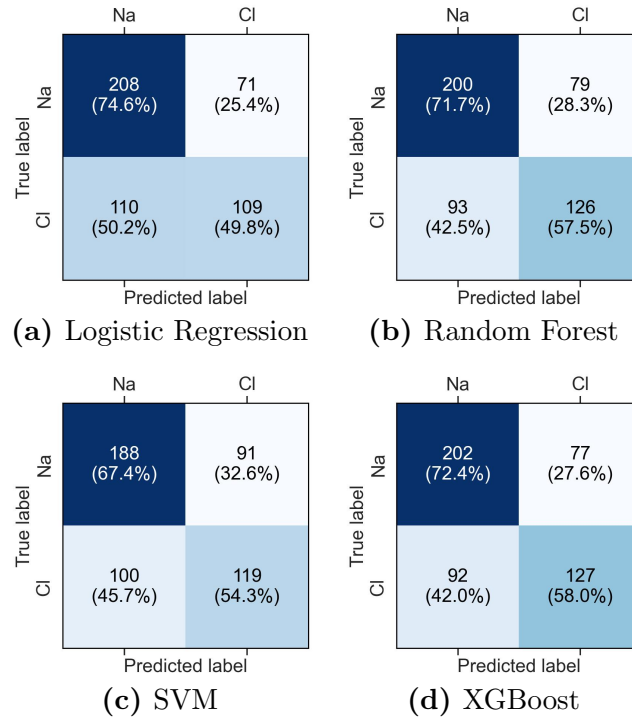 Na Cl
Na 208 71
(74.6%) (25.4%)
True label
Cl 110 109
(50.2%) (49.8%)
Predicted label
(a) Logistic Regression
Na Cl
Na 200 79
(71.7%) (28.3%)
True label
Cl 93 126
(42.5%) (57.5%)
Predicted label
(b) Random Forest
Na Cl
Na 188 91
(67.4%) (32.6%)
True label
Cl 100 119
(45.7%) (54.3%)
Predicted label
(c) SVM
Na Cl
Na 202 77
(72.4%) (27.6%)
True label
Cl 92 127
(42.0%) (58.0%)
Predicted label
(d) XGBoost